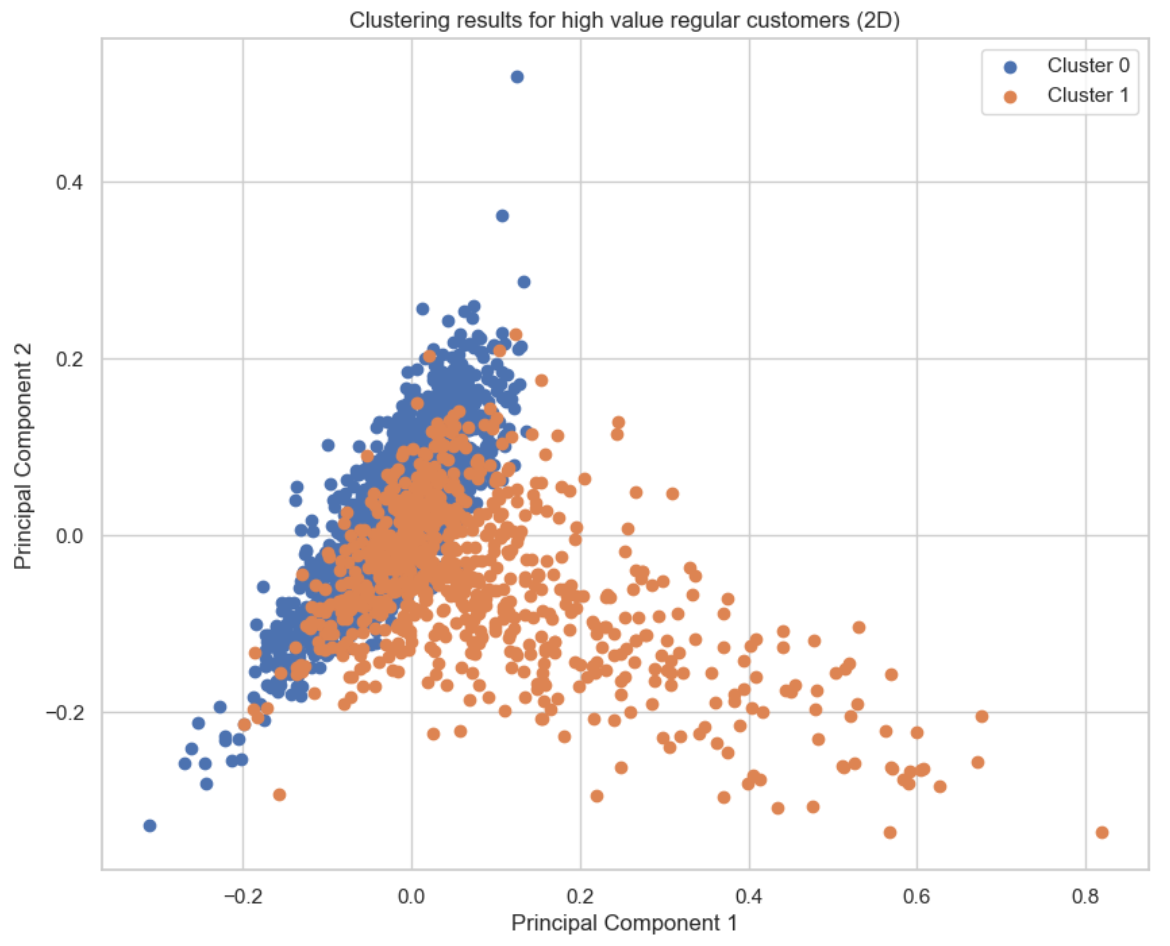 Clustering results for high value regular customers (2D)
Cluster 0
Cluster 1
0.4
0.2
0.0
−0.2
Principal Component 2
−0.2 0.0 0.2 0.4 0.6 0.8
Principal Component 1